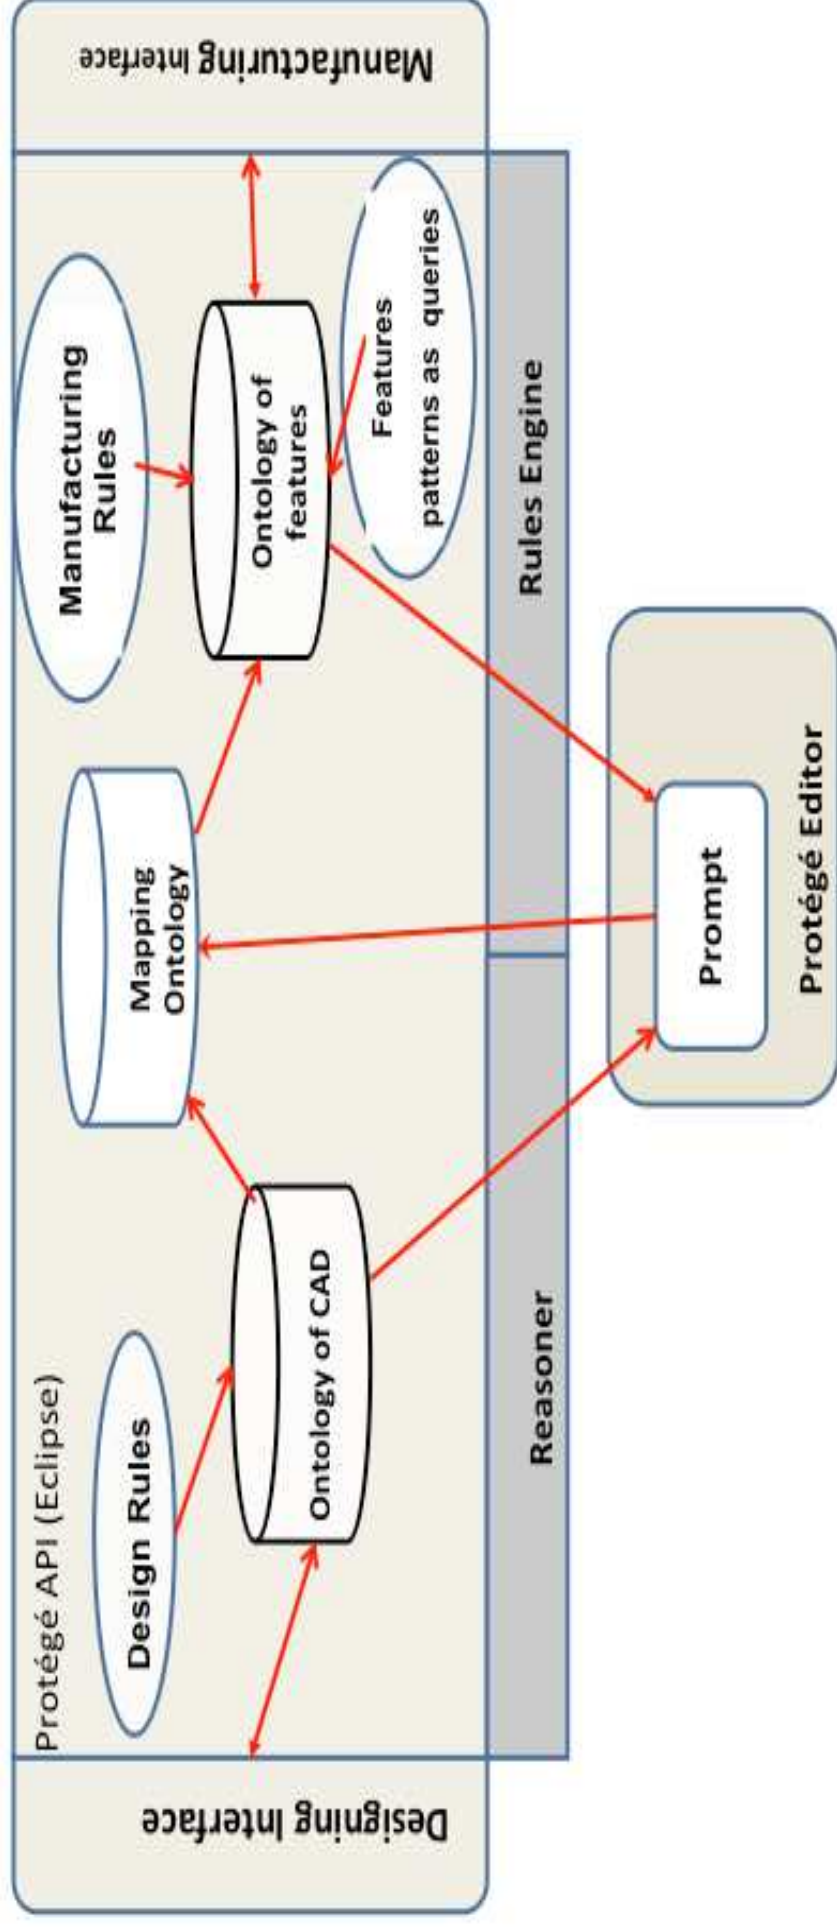 Protégé API (Eclipse)
Designing Interface
Design Rules
Ontology of CAD
Mapping
Ontology
Manufacturing
Rules
Ontology of
features
Features
patterns as queries
Manufacturing Interface
Reasoner
Rules Engine
Prompt
Protégé Editor